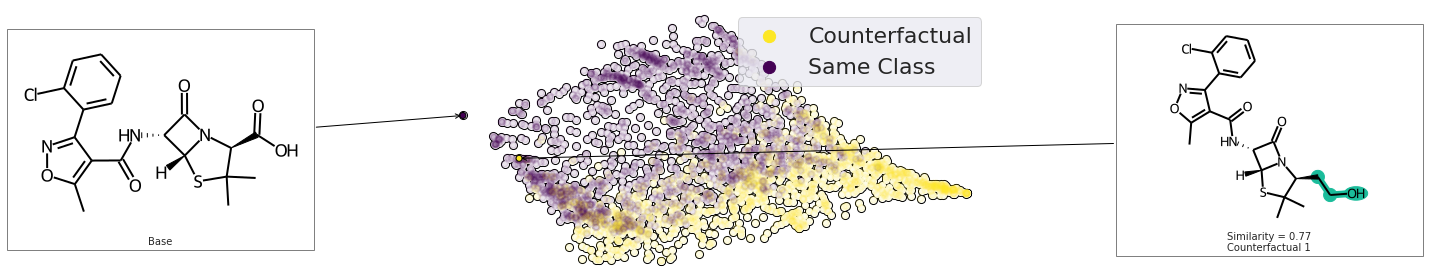 Cl
O
O
HN
N
OH
N
O
O
H
S
Base
Counterfactual
Same Class
Cl
N
O
O
HN
O
N
H
S
OH
Similarity = 0.77
Counterfactual 1